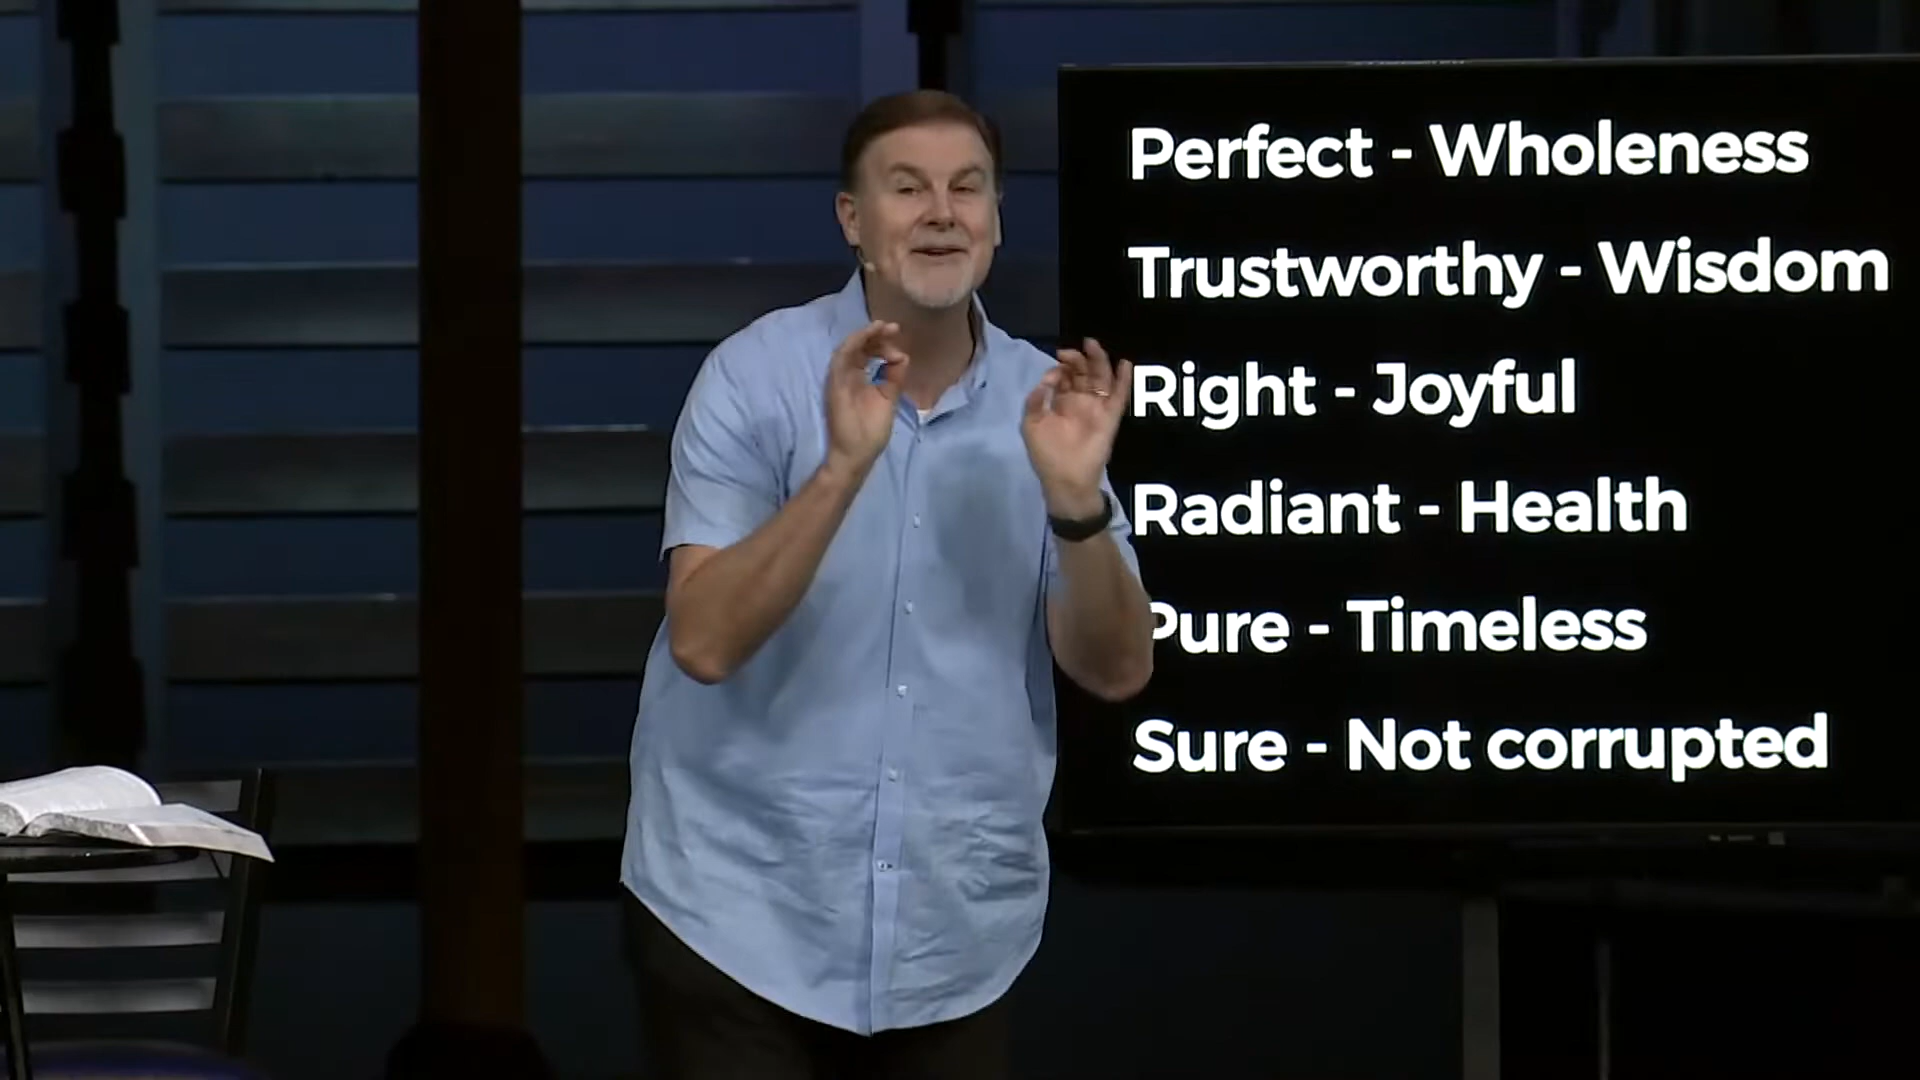 Perfect - Wholeness
Trustworthy - Wisdom
Right - Joyful
Radiant - Health
Pure - Timeless
Sure - Not corrupted